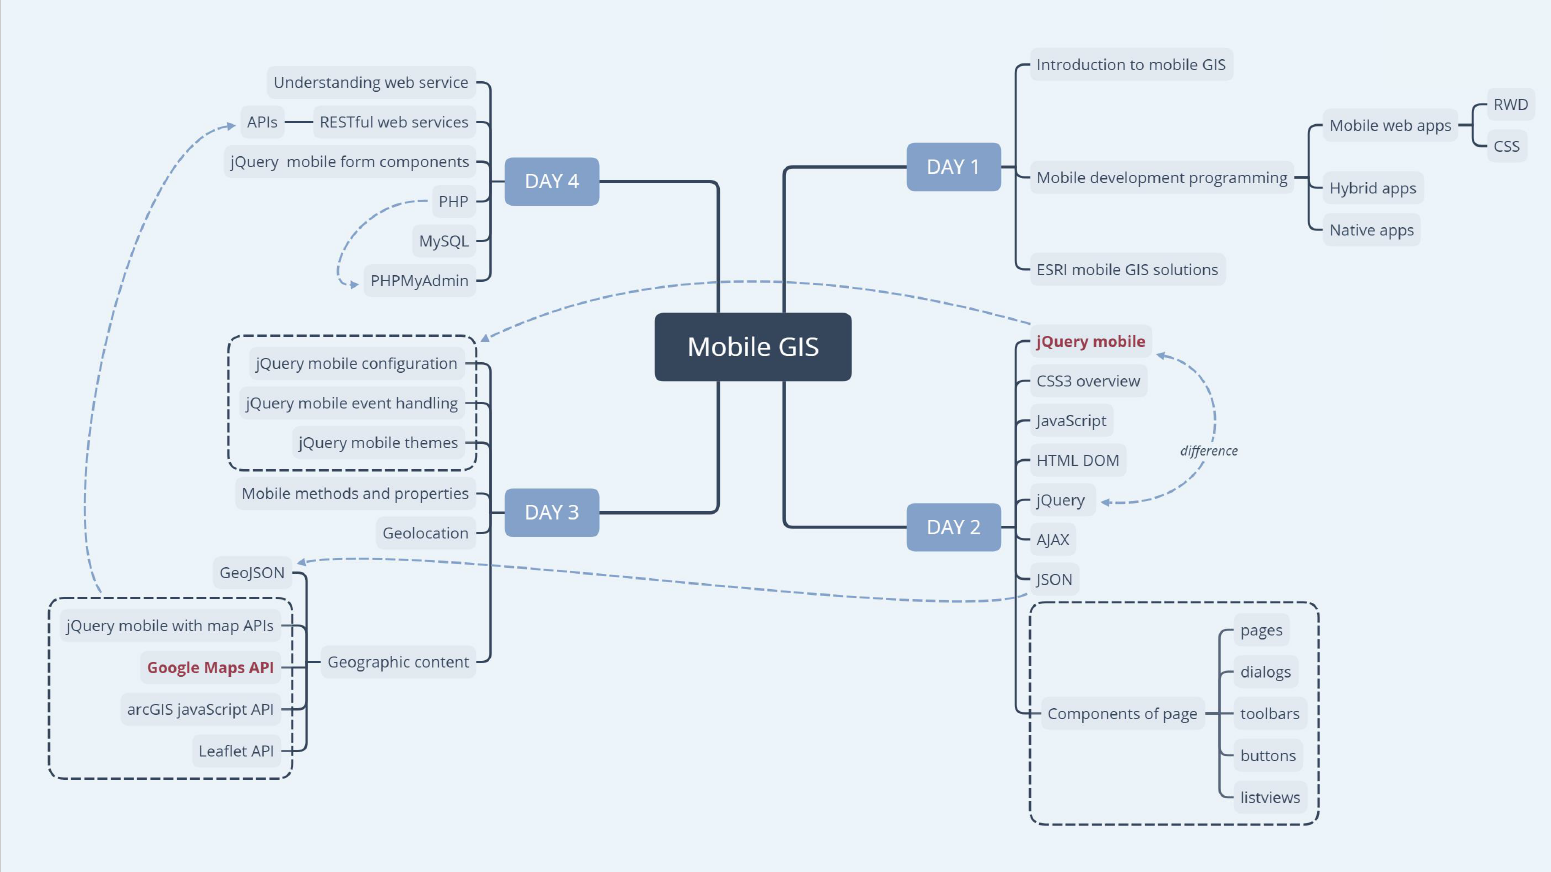 Mobile GIS
DAY 1
Introduction to mobile GIS
Mobile development programming
Mobile web apps
RWD
CSS
Hybrid apps
Native apps
ESRI mobile GIS solutions
DAY 2
jQuery mobile
CSS3 overview
JavaScript
HTML DOM
jQuery
difference
AJAX
JSON
Components of page
pages
dialogs
toolbars
buttons
listviews
DAY 3
jQuery mobile configuration
jQuery mobile event handling
jQuery mobile themes
Mobile methods and properties
Geolocation
Geographic content
GeoJSON
jQuery mobile with map APIs
Google Maps API
arcGIS javaScript API
Leaflet API
DAY 4
Understanding web service
RESTful web services
APIs
jQuery  mobile form components
PHP
MySQL
PHPMyAdmin